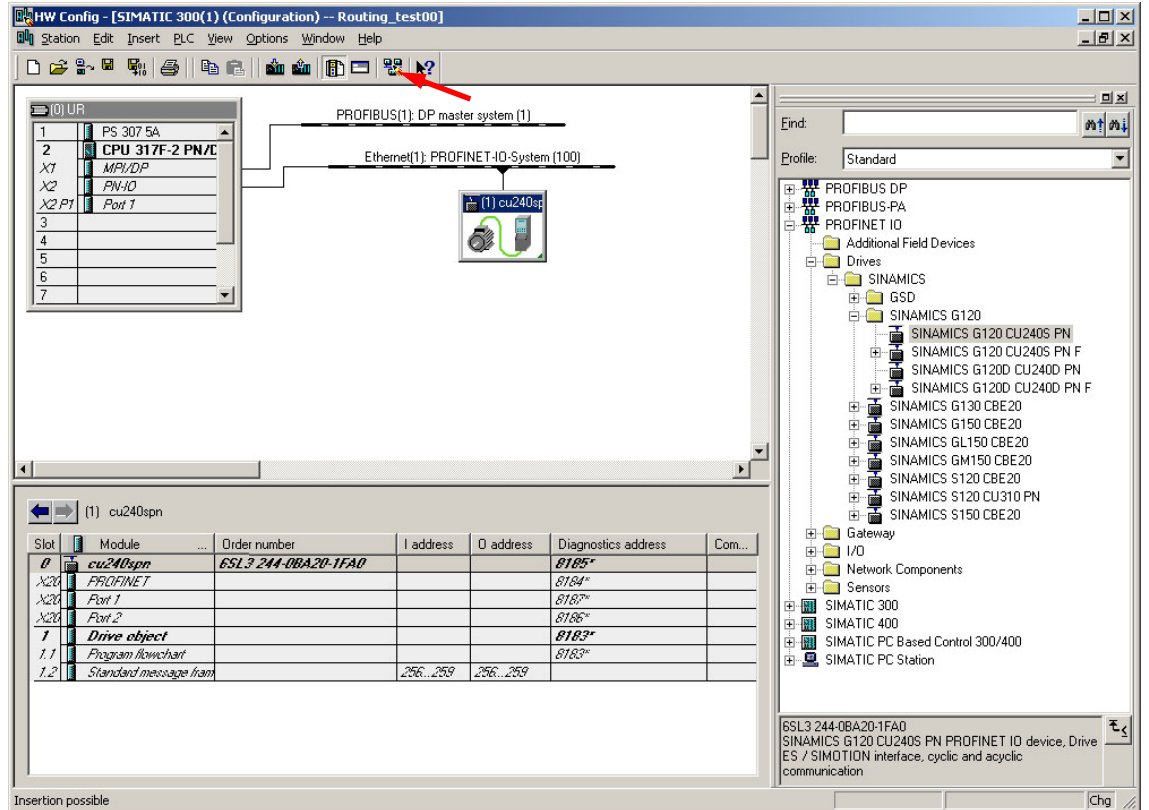 HW Config - [SIMATIC 300(1) (Configuration) -- Routing_test00]
Station Edit Insert PLC View Options Window Help
(0) UR
1 PS 307 5A
2 CPU 317F-2 PN/D
X1 MPI/DP
X2 PN-IO
X2 P1 Port 1
3
4
5
6
7
PROFIBUS(1): DP master system (1)
Ethernet(1): PROFINET-IO-System (100)
(1) cu240sp
Find:
Profile: Standard
PROFIBUS DP
PROFIBUS-PA
PROFINET IO
Additional Field Devices
Drives
SINAMICS
GSD
SINAMICS G120
SINAMICS G120 CU240S PN
SINAMICS G120 CU240S PN F
SINAMICS G120D CU240D PN
SINAMICS G120D CU240D PN F
SINAMICS G130 CBE20
SINAMICS G150 CBE20
SINAMICS GL150 CBE20
SINAMICS GM150 CBE20
SINAMICS S120 CBE20
SINAMICS S120 CU310 PN
SINAMICS S150 CBE20
Gateway
I/O
Network Components
Sensors
SIMATIC 300
SIMATIC 400
SIMATIC PC Based Control 300/400
SIMATIC PC Station
(1) cu240spn
Slot Module ... Order number I address O address Diagnostics address Com...
0 cu240spn 6SL3 244-0BA20-1FA0 8185*
X20 PROFINET 8184*
X20 Port 1 8187*
X20 Port 2 8186*
1 Drive object 8183*
1.1 Program flowchart 8183*
1.2 Standard message fram 256...259 256...259
6SL3 244-0BA20-1FA0
SINAMICS G120 CU240S PN PROFINET IO device, Drive
ES / SIMOTION interface, cyclic and acyclic
communication
Insertion possible
Chg